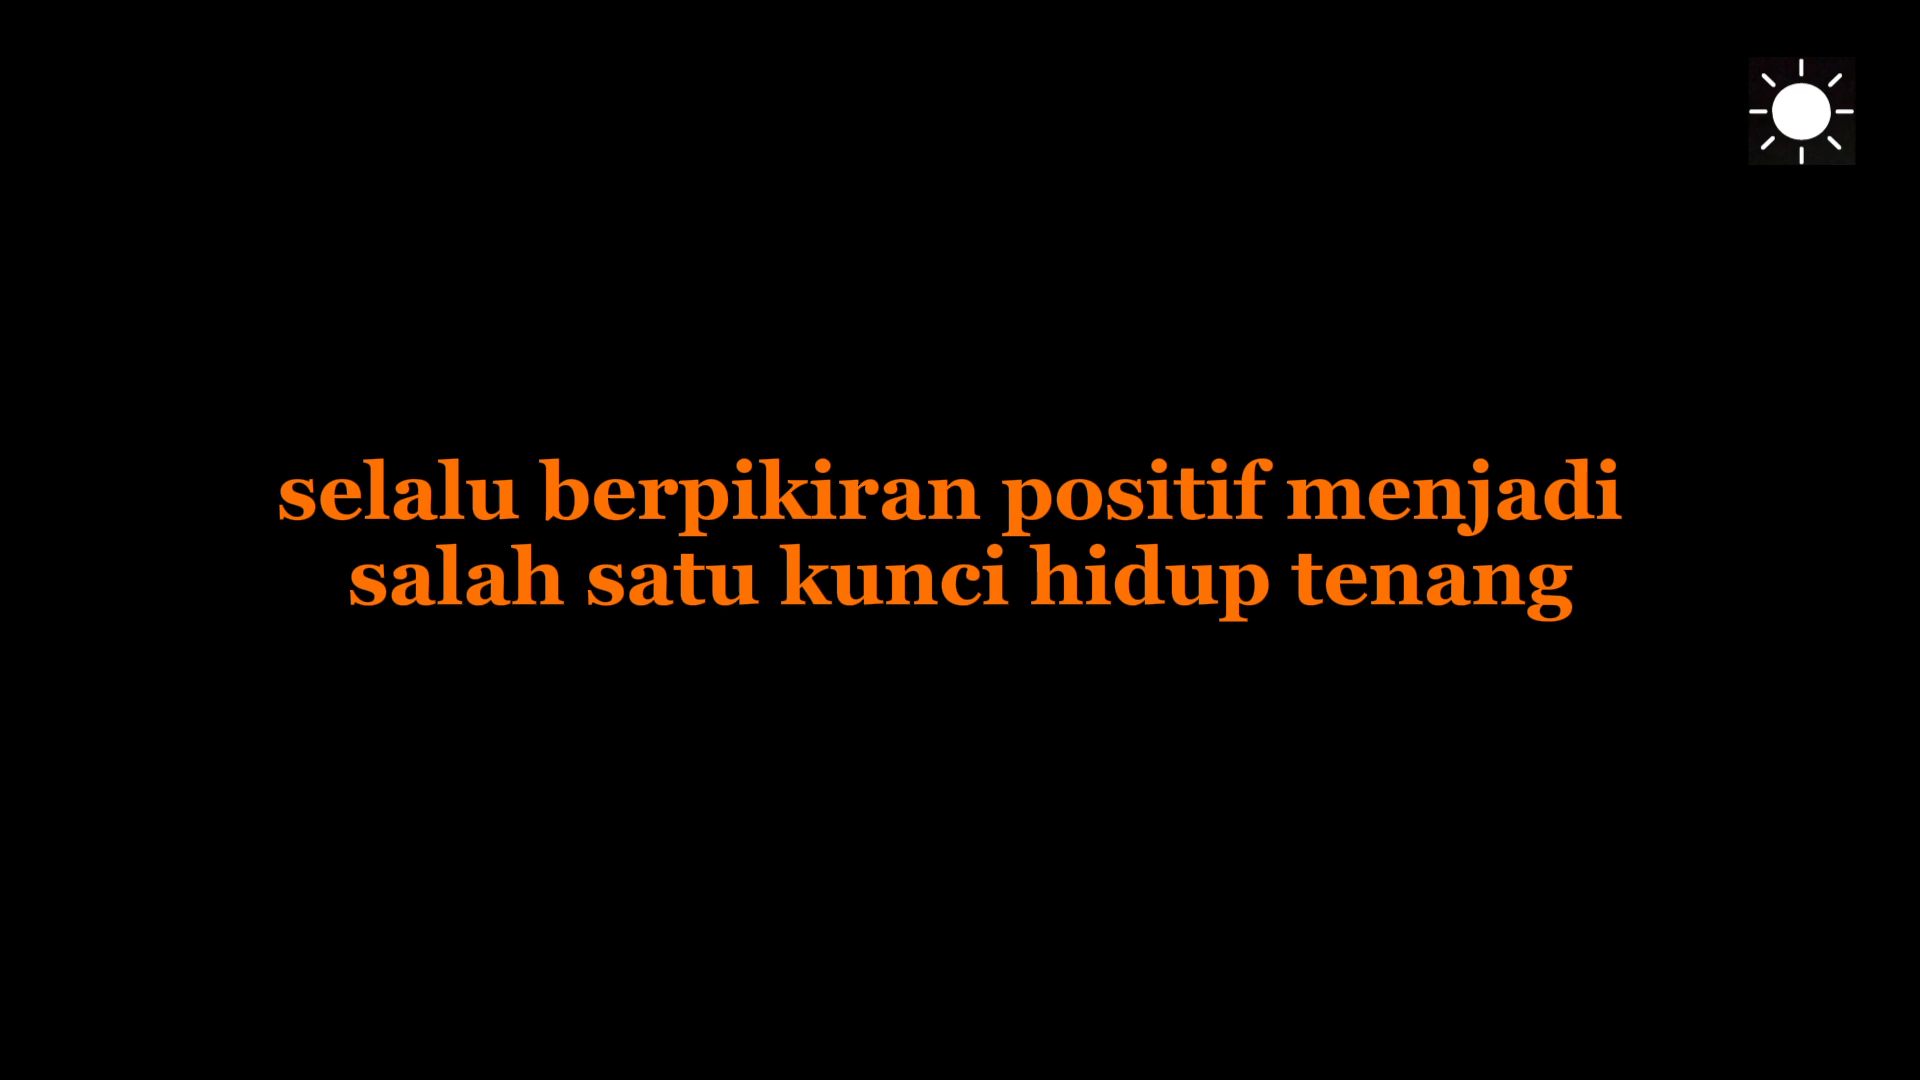 selalu berpikiran positif menjadi
salah satu kunci hidup tenang